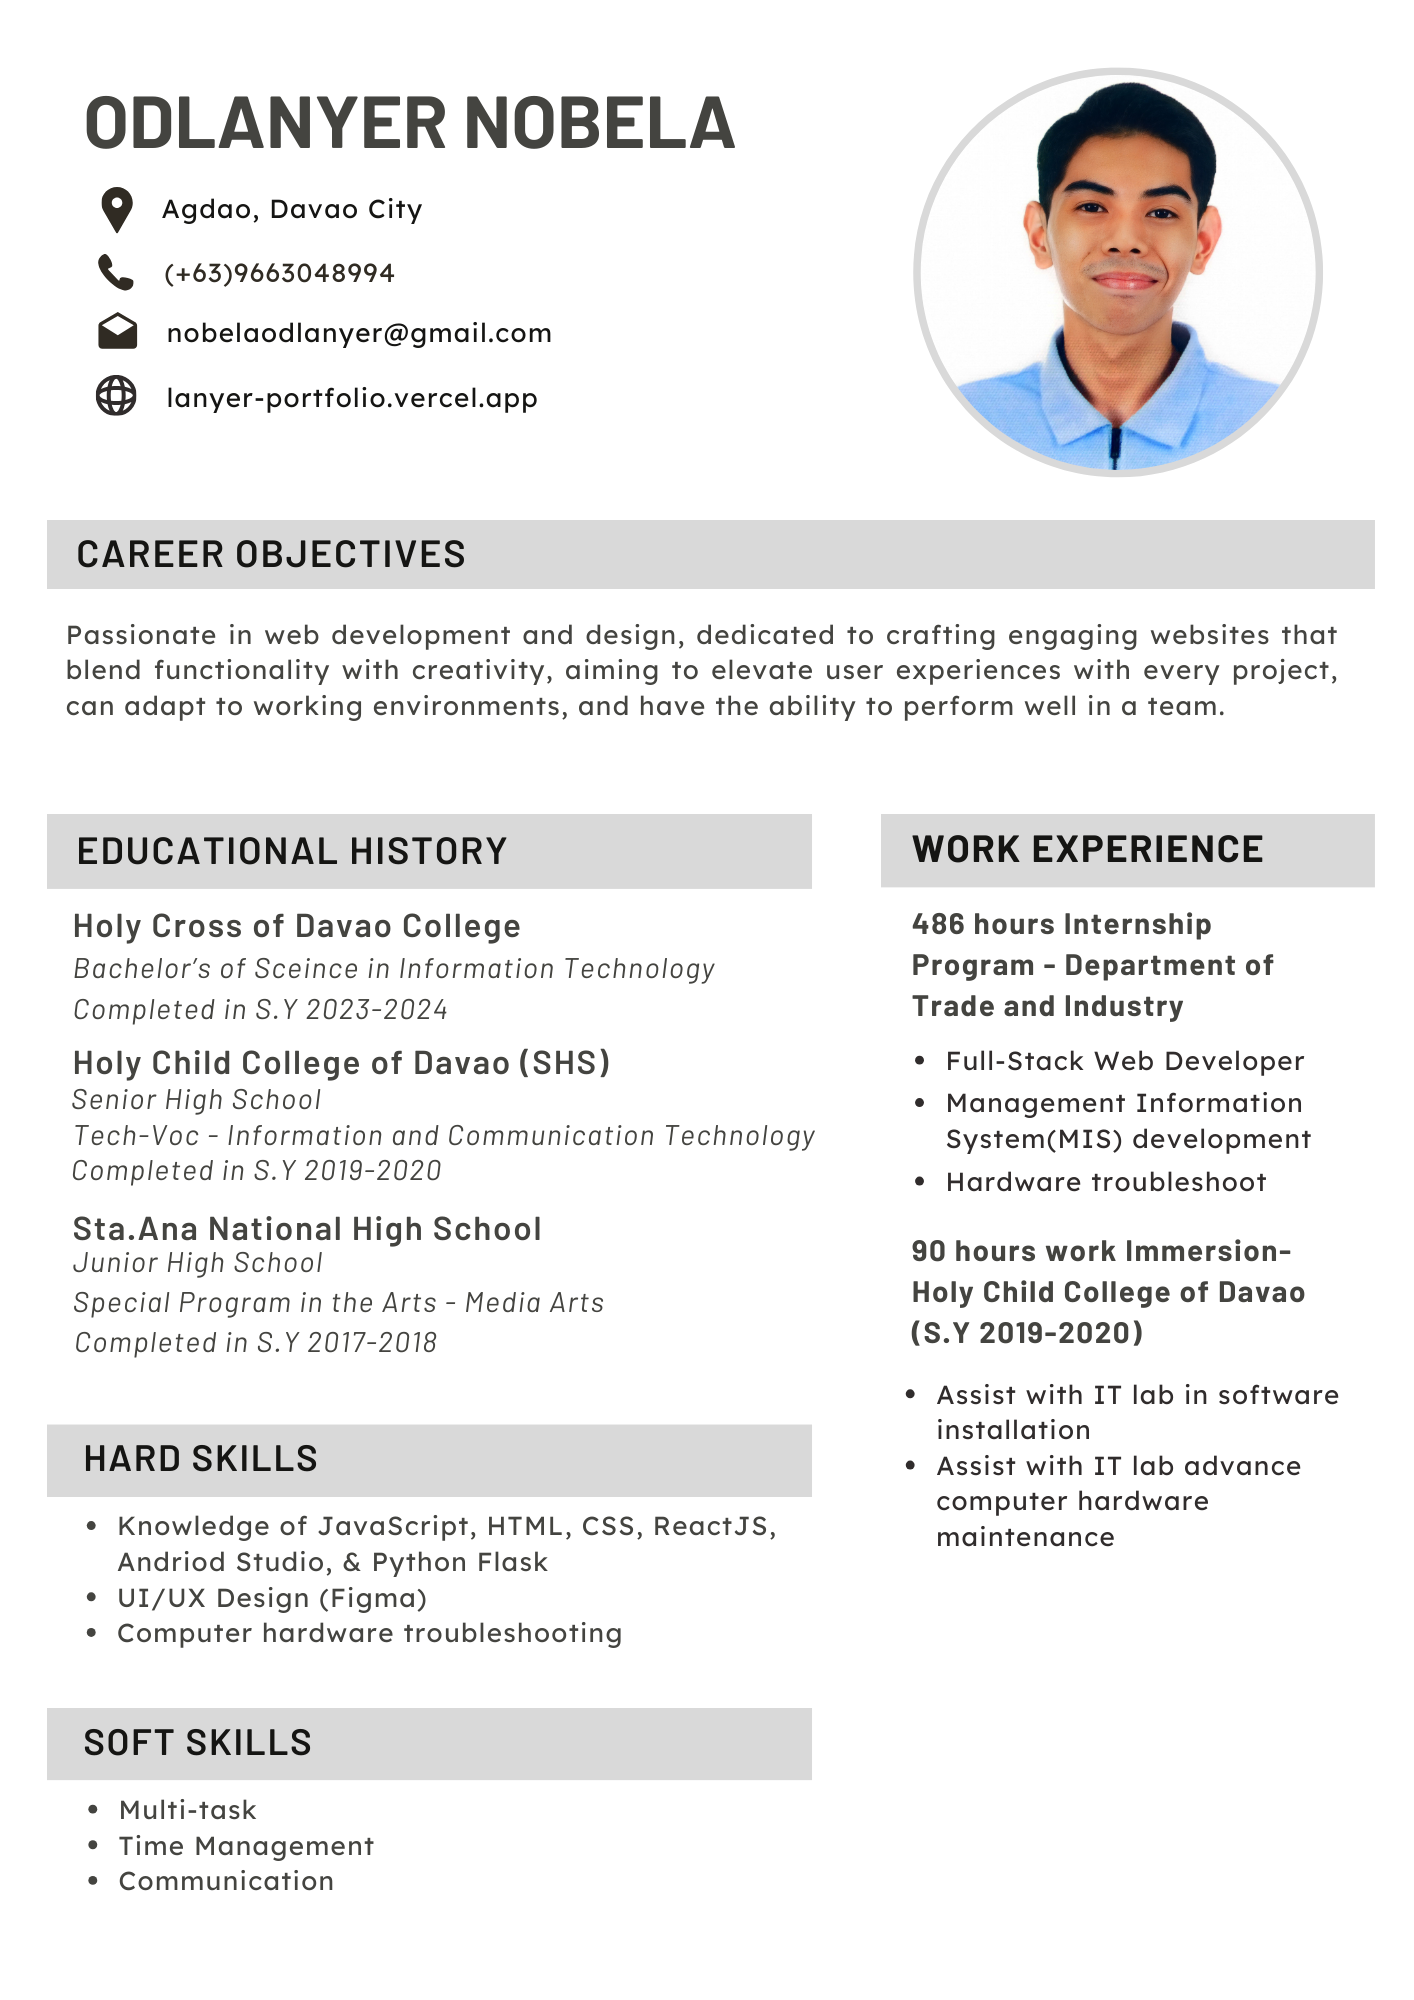 ODLANYER NOBELA
Agdao, Davao City
(+63)9663048994
nobelaodlanyer@gmail.com
lanyer-portfolio.vercel.app
CAREER OBJECTIVES
Passionate in web development and design, dedicated to crafting engaging websites that
blend functionality with creativity, aiming to elevate user experiences with every project,
can adapt to working environments, and have the ability to perform well in a team.
EDUCATIONAL HISTORY
Holy Cross of Davao College
Bachelor's of Sceince in Information Technology
Completed in S.Y 2023-2024
Holy Child College of Davao (SHS)
Senior High School
Tech-Voc - Information and Communication Technology
Completed in S.Y 2019-2020
Sta.Ana National High School
Junior High School
Special Program in the Arts - Media Arts
Completed in S.Y 2017-2018
HARD SKILLS
• Knowledge of JavaScript, HTML, CSS, ReactJS,
Andriod Studio, & Python Flask
• UI/UX Design (Figma)
• Computer hardware troubleshooting
SOFT SKILLS
• Multi-task
• Time Management
• Communication
WORK EXPERIENCE
486 hours Internship
Program - Department of
Trade and Industry
• Full-Stack Web Developer
• Management Information
System(MIS) development
• Hardware troubleshoot
90 hours work Immersion-
Holy Child College of Davao
(S.Y 2019-2020)
• Assist with IT lab in software
installation
• Assist with IT lab advance
computer hardware
maintenance